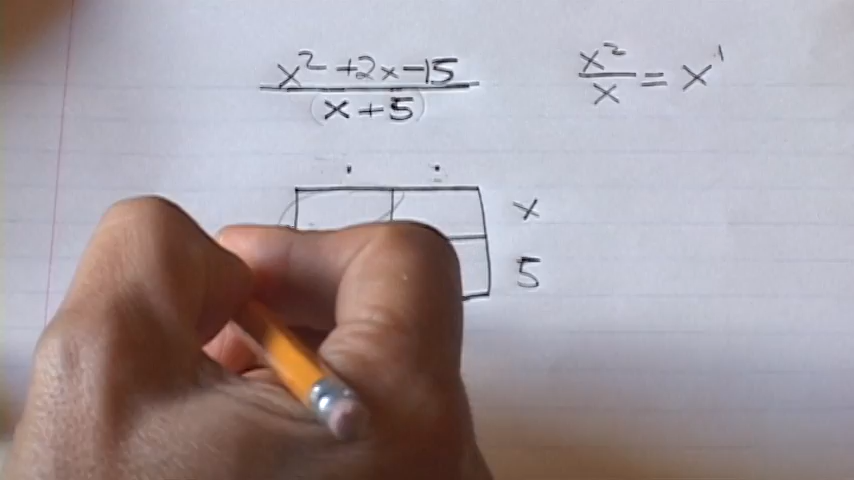 x² +2x-15
(x+5)
x²
x
= x¹
x
5